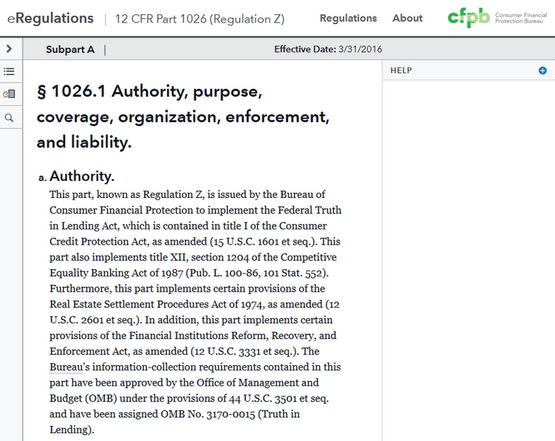 eRegulations | 12 CFR Part 1026 (Regulation Z) Regulations About cfpb Consumer Financial
Protection Bureau
Subpart A | Effective Date: 3/31/2016
HELP
§ 1026.1 Authority, purpose,
coverage, organization, enforcement,
and liability.
a. Authority.
This part, known as Regulation Z, is issued by the Bureau of
Consumer Financial Protection to implement the Federal Truth
in Lending Act, which is contained in title I of the Consumer
Credit Protection Act, as amended (15 U.S.C. 1601 et seq.). This
part also implements title XII, section 1204 of the Competitive
Equality Banking Act of 1987 (Pub. L. 100-86, 101 Stat. 552).
Furthermore, this part implements certain provisions of the
Real Estate Settlement Procedures Act of 1974, as amended (12
U.S.C. 2601 et seq.). In addition, this part implements certain
provisions of the Financial Institutions Reform, Recovery, and
Enforcement Act, as amended (12 U.S.C. 3331 et seq.). The
Bureau's information-collection requirements contained in this
part have been approved by the Office of Management and
Budget (OMB) under the provisions of 44 U.S.C. 3501 et seq.
and have been assigned OMB No. 3170-0015 (Truth in
Lending).